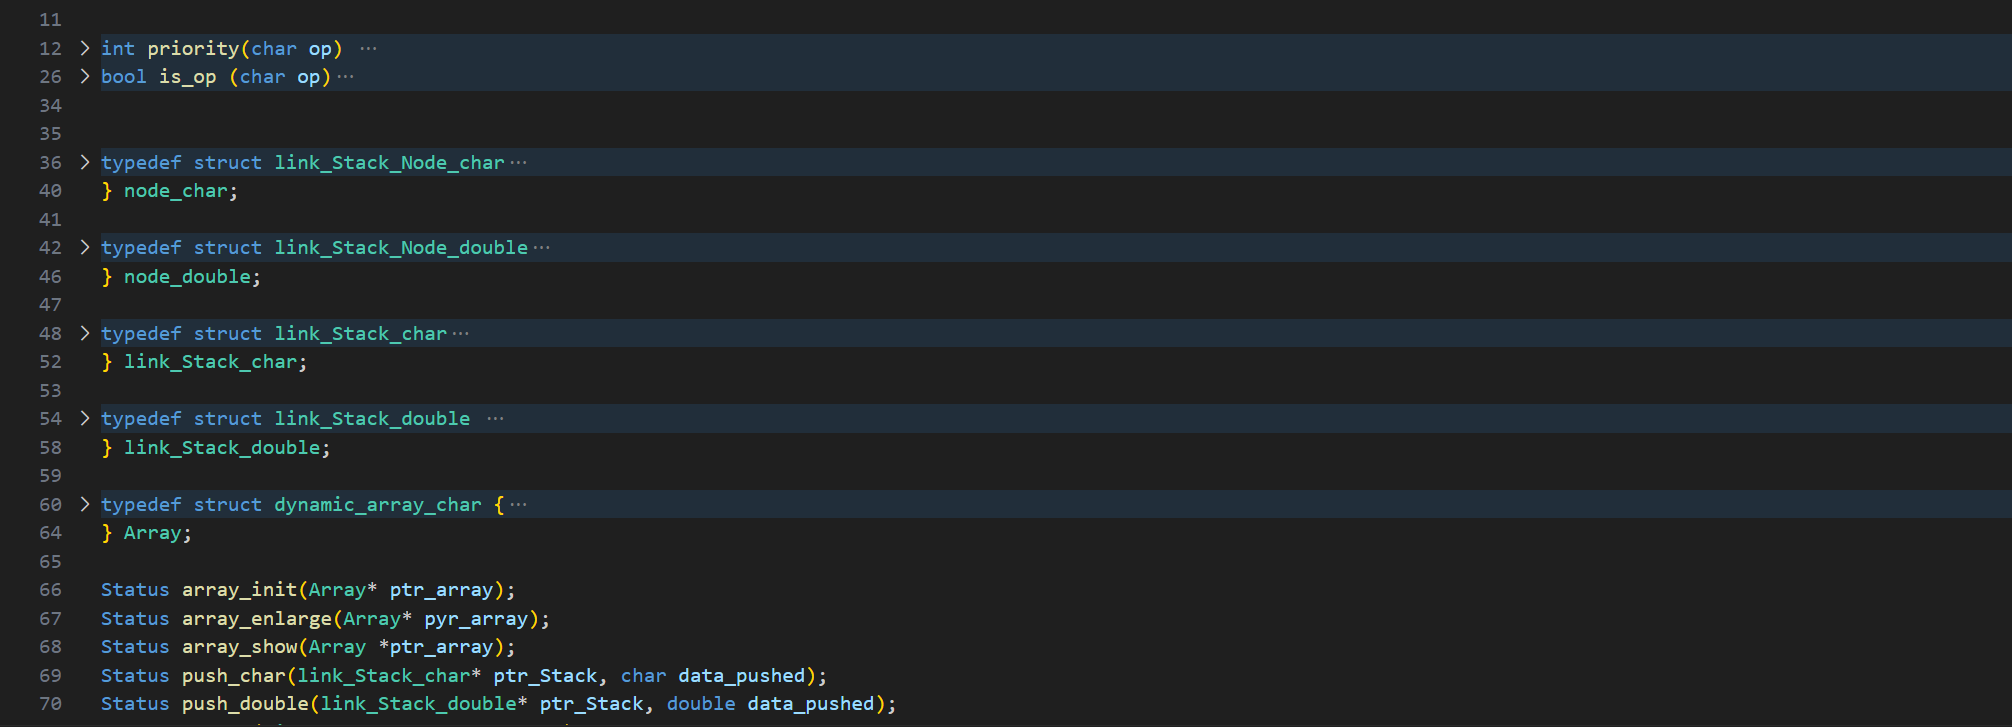 11
12 > int priority(char op) ···
26 > bool is_op (char op)···
34
35
36 > typedef struct link_Stack_Node_char···
40 } node_char;
41
42 > typedef struct link_Stack_Node_double···
46 } node_double;
47
48 > typedef struct link_Stack_char···
52 } link_Stack_char;
53
54 > typedef struct link_Stack_double ···
58 } link_Stack_double;
59
60 > typedef struct dynamic_array_char {···
64 } Array;
65
66 Status array_init(Array* ptr_array);
67 Status array_enlarge(Array* pyr_array);
68 Status array_show(Array *ptr_array);
69 Status push_char(link_Stack_char* ptr_Stack, char data_pushed);
70 Status push_double(link_Stack_double* ptr_Stack, double data_pushed);